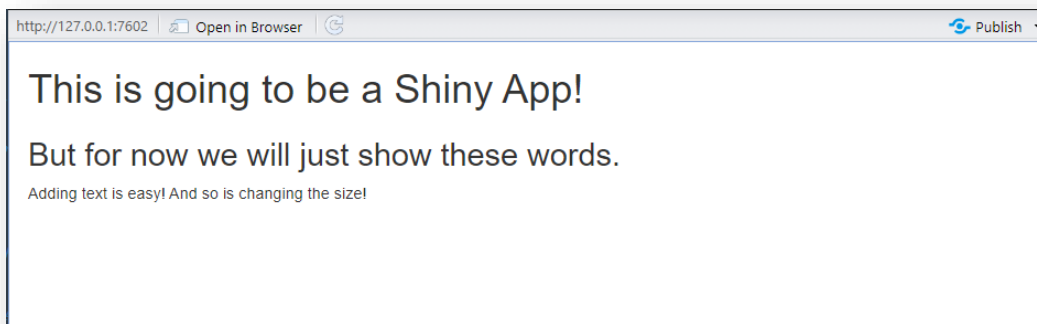 http://127.0.0.1:7602 Open in Browser Publish
This is going to be a Shiny App!
But for now we will just show these words.
Adding text is easy! And so is changing the size!